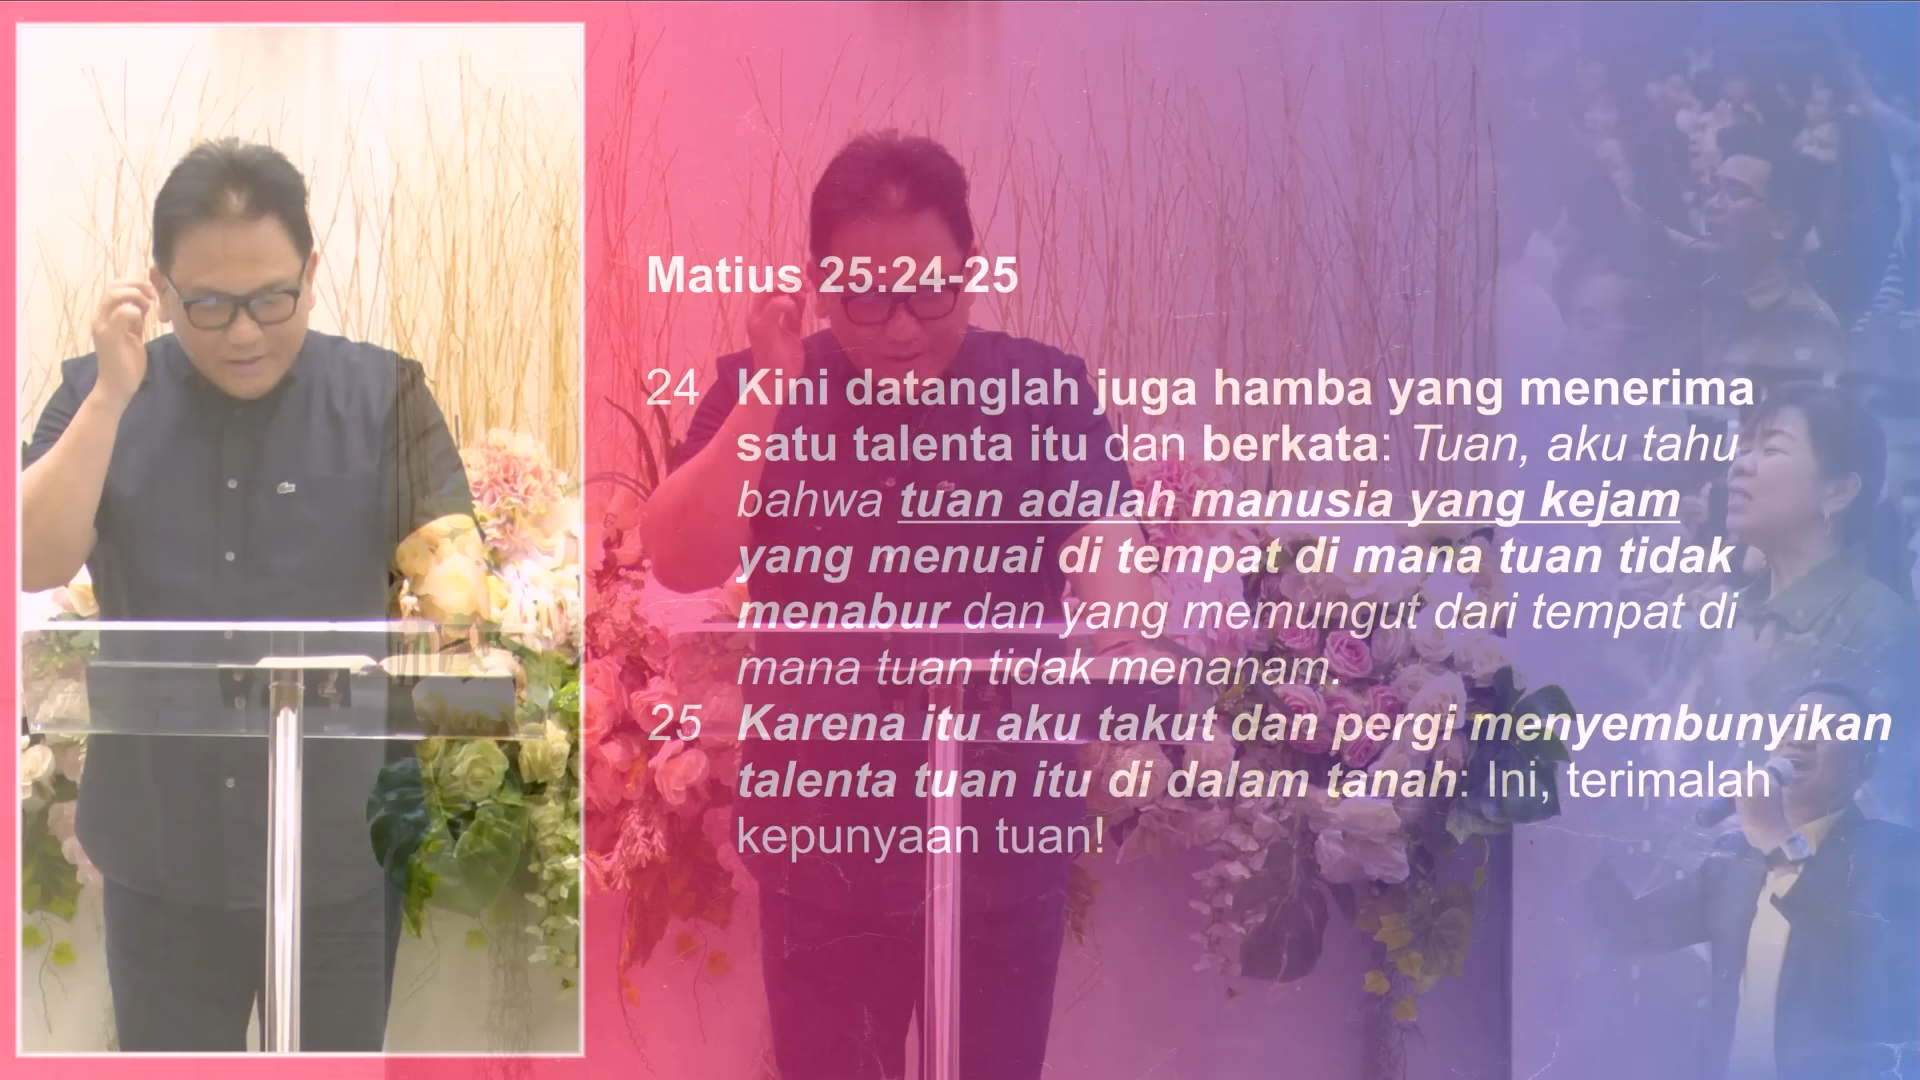 Matius 25:24-25
24 Kini datanglah juga hamba yang menerima
satu talenta itu dan berkata: Tuan, aku tahu
bahwa tuan adalah manusia yang kejam
yang menuai di tempat di mana tuan tidak
menabur dan yang memungut dari tempat di
mana tuan tidak menanam.
25 Karena itu aku takut dan pergi menyembunyikan
talenta tuan itu di dalam tanah: Ini, terimalah
kepunyaan tuan!